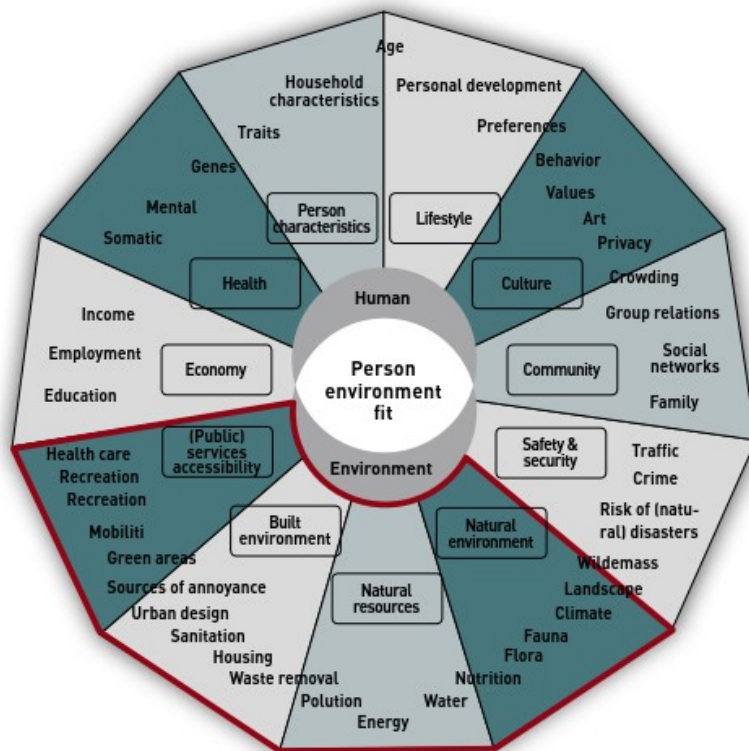 Age
Household
characteristics
Personal development
Traits
Preferences
Genes
Behavior
Mental
Values
Somatic
Art
Privacy
Person
characteristics
Lifestyle
Health
Culture
Crowding
Income
Human
Group relations
Employment
Economy
Person
environment
fit
Community
Social
networks
Education
Family
Health care
Recreation
Recreation
(Public)
services
accessibility
Environment
Safety &
security
Traffic
Crime
Risk of (natu-
ral) disasters
Mobiliti
Green areas
Built
environment
Natural
environment
Wildemass
Sources of annoyance
Natural
resources
Landscape
Urban design
Climate
Sanitation
Fauna
Housing
Flora
Waste removal
Nutrition
Polution
Water
Energy